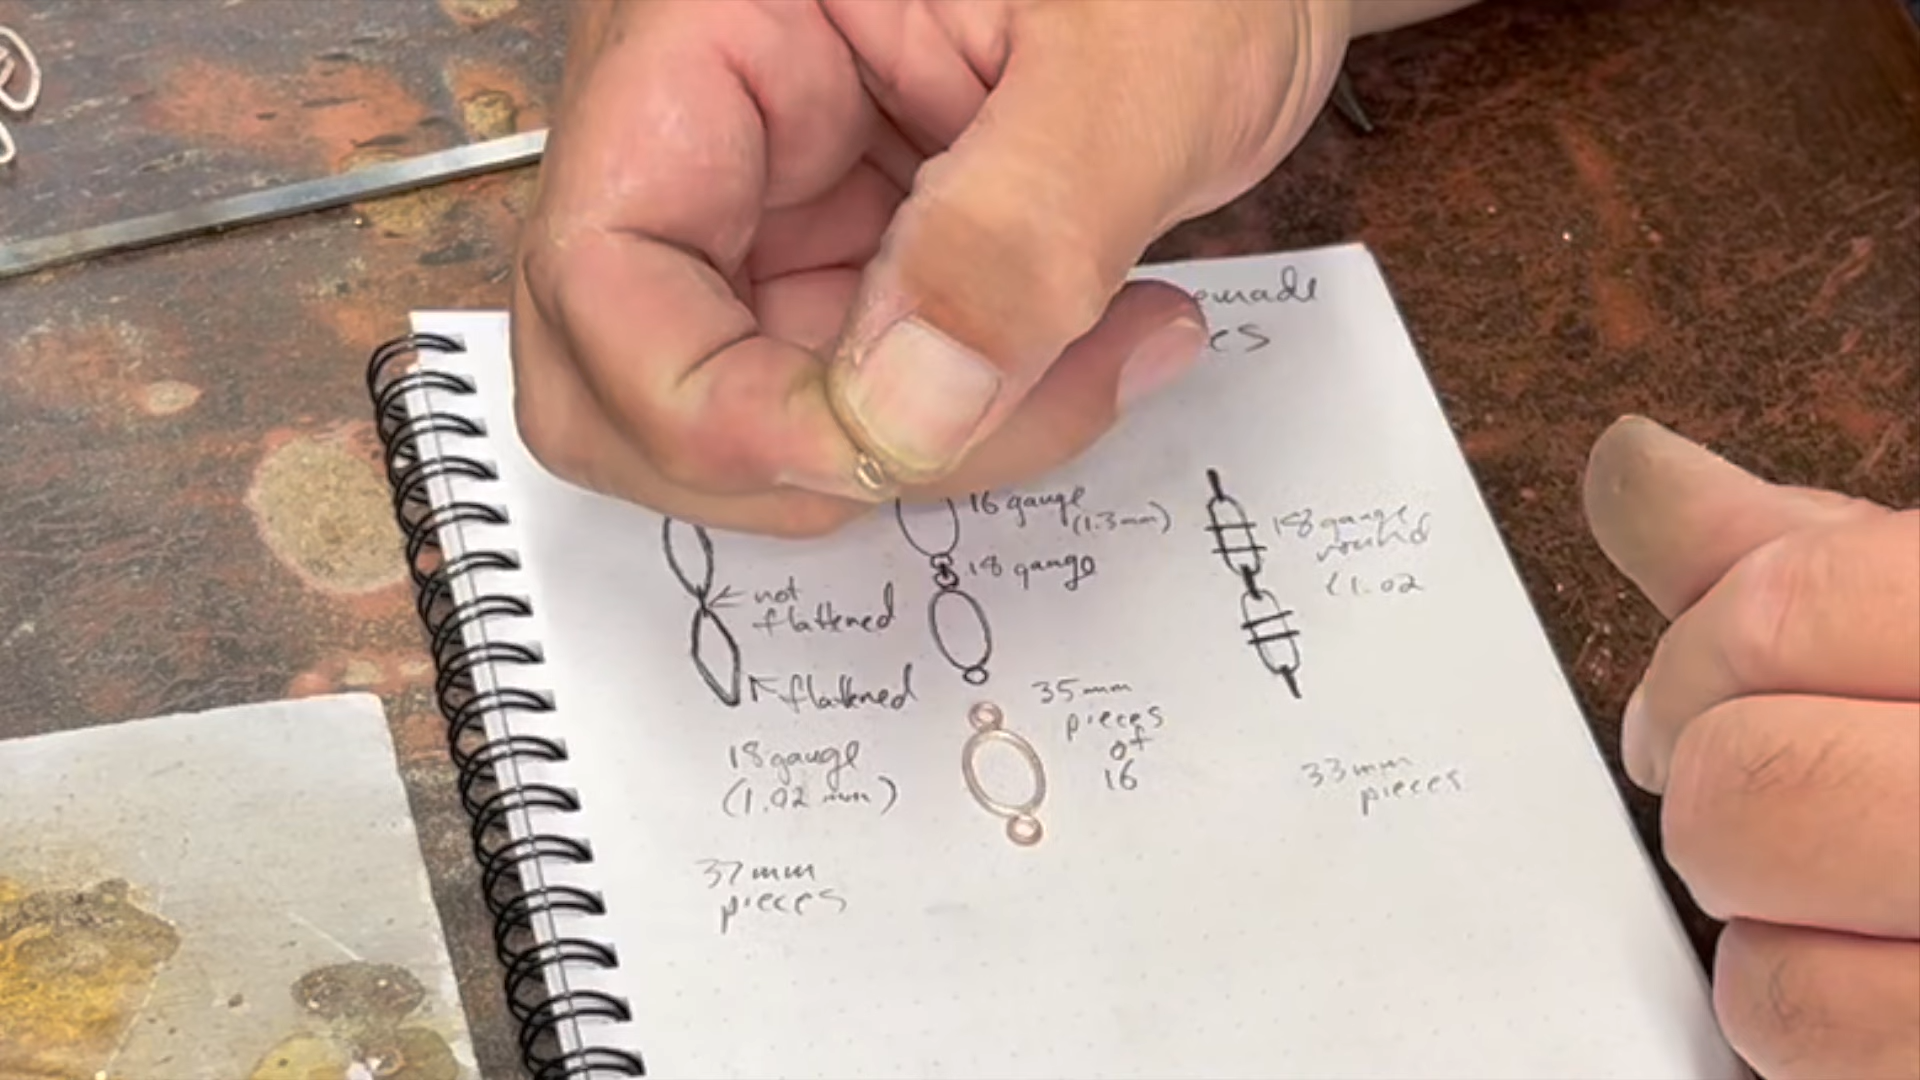 16 gauge
(1.3mm)
18 gauge
not
flattened
flattened
18 gauge
(1.02 mm)
37mm
pieces
35mm
pieces
of
16
18 gauge
round
(1.02
33mm
pieces